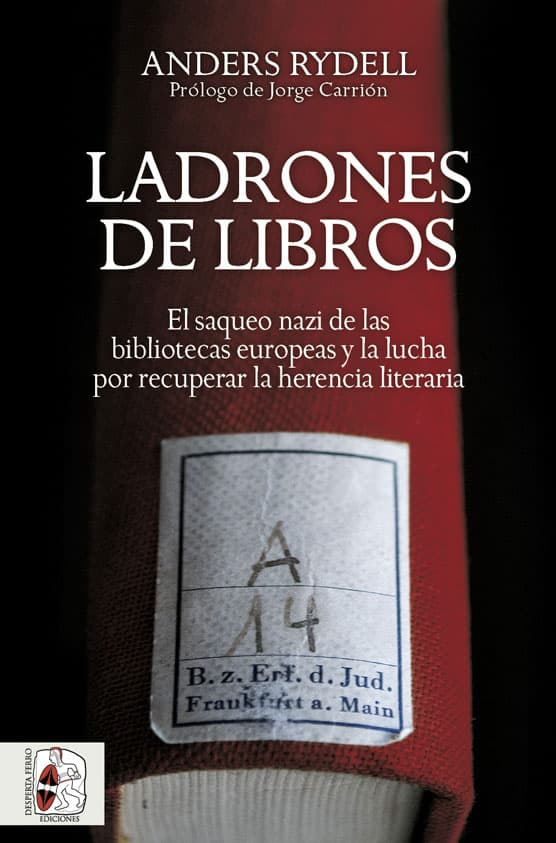 ANDERS RYDELL
Prólogo de Jorge Carrión
LADRONES
DE LIBROS
El saqueo nazi de las
bibliotecas europeas y la lucha
por recuperar la herencia literaria
A
14
B. z. Erf. d. Jud.
Frankfurt a. Main
DESPERTA FERRO
EDICIONES